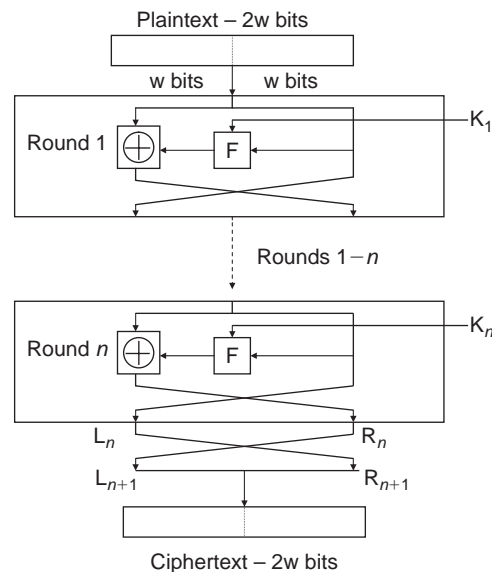 Plaintext – 2w bits
w bits w bits
K1
Round 1
F
Rounds 1–n
Kn
Round n
F
Ln Rn
Ln+1 Rn+1
Ciphertext – 2w bits